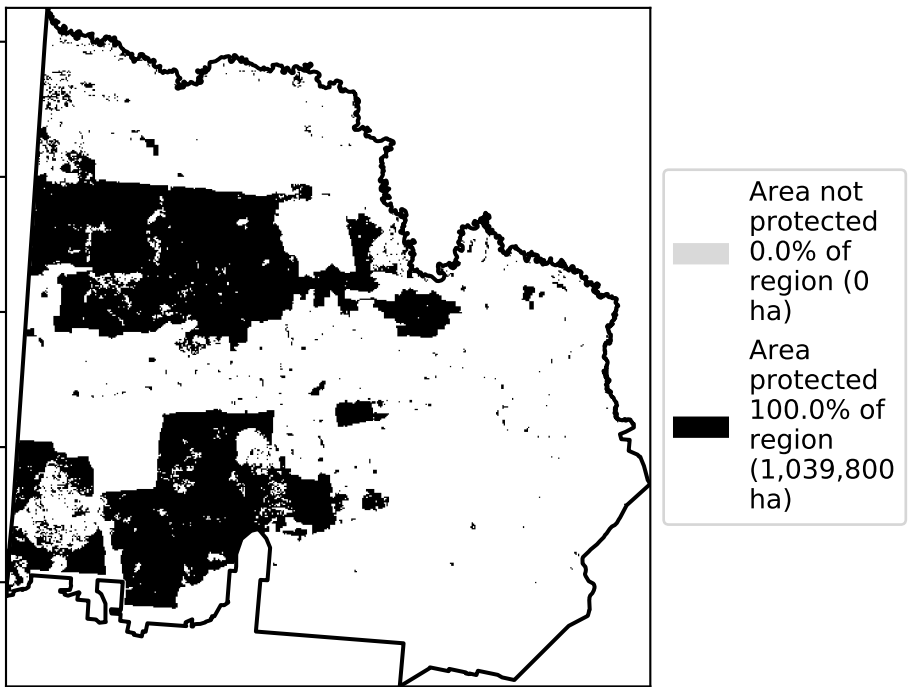 Area not
protected
0.0% of
region (0
ha)
Area
protected
100.0% of
region
(1,039,800
ha)